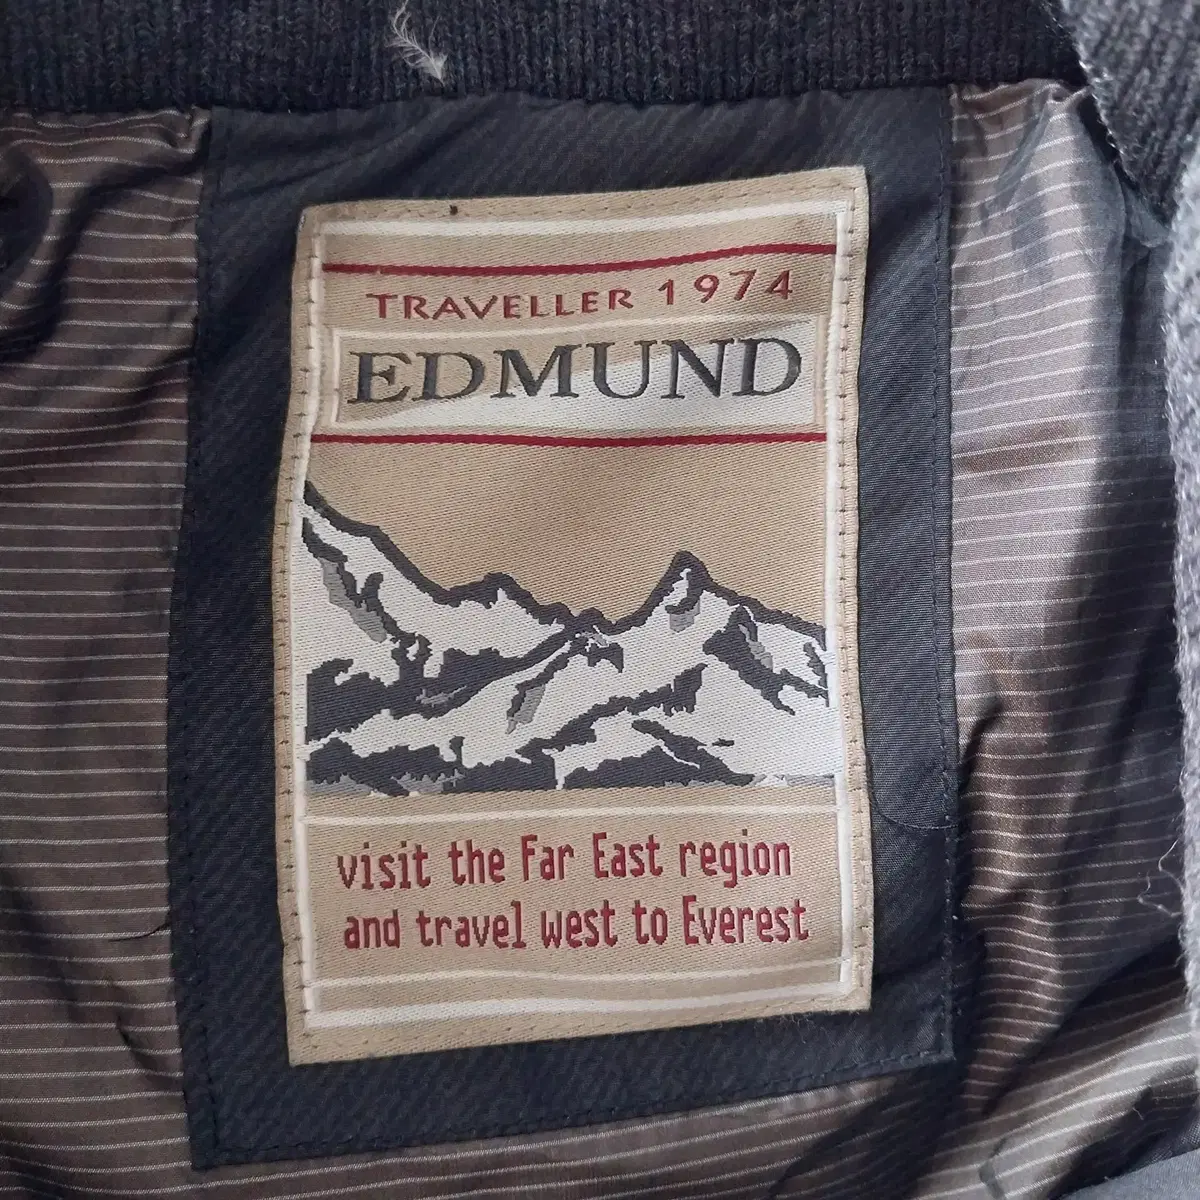 TRAVELLER 1974
EDMUND
visit the Far East region
and travel west to Everest